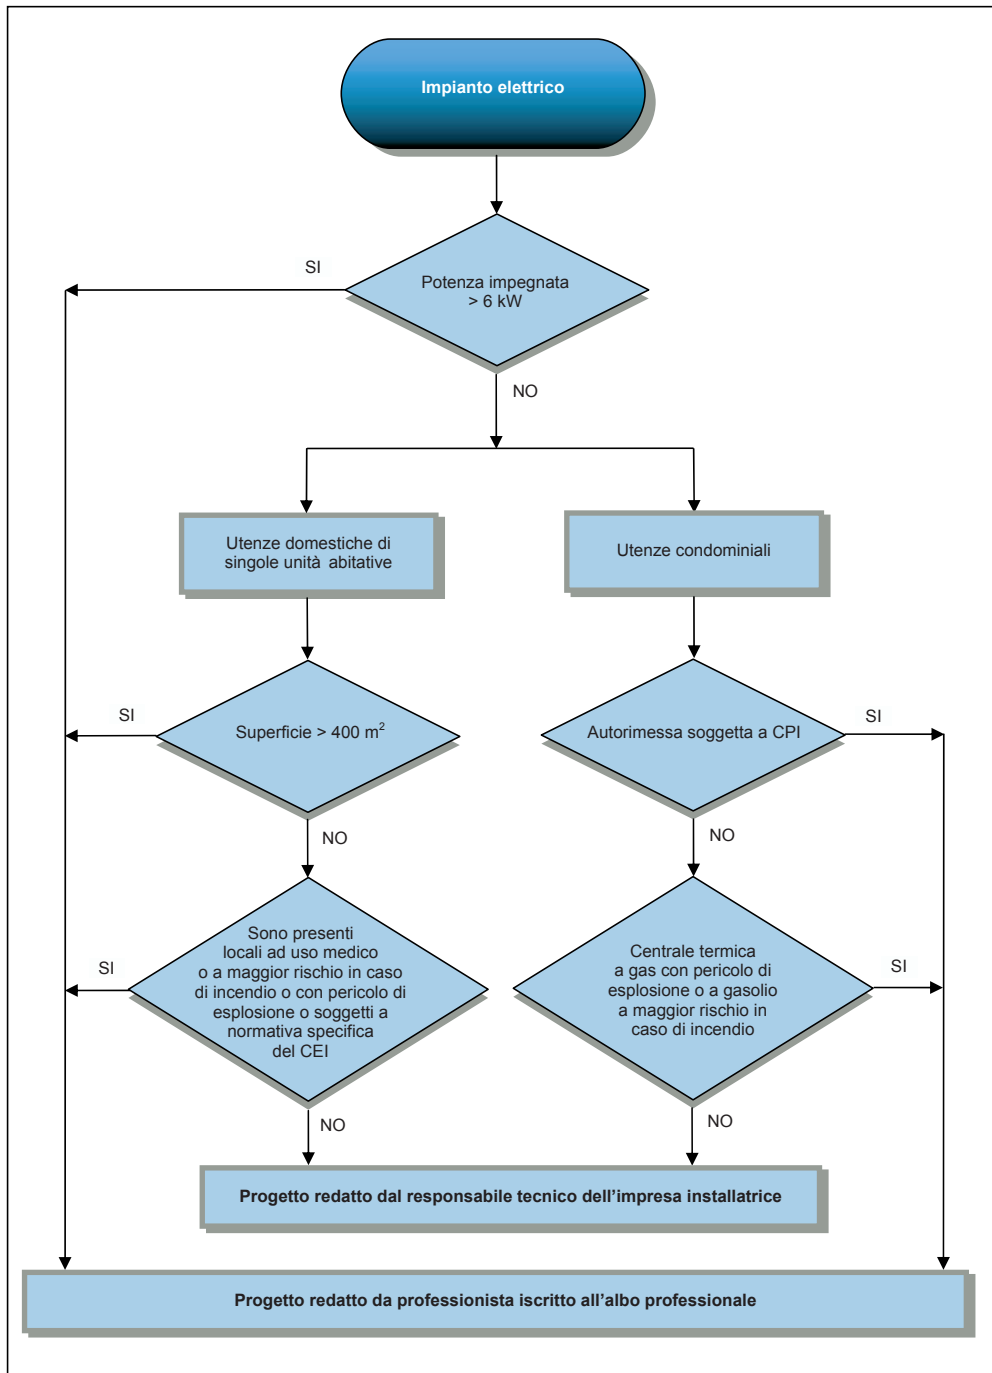 Impianto elettrico
SI
Potenza impegnata
> 6 kW
NO
Utenze domestiche di
singole unità abitative
Utenze condominiali
SI
Superficie > 400 m²
Autorimessa soggetta a CPI
SI
NO
NO
Sono presenti
locali ad uso medico
o a maggior rischio in caso
di incendio o con pericolo di
esplosione o soggetti a
normativa specifica
del CEI
SI
Centrale termica
a gas con pericolo di
esplosione o a gasolio
a maggior rischio in
caso di incendio
SI
NO
NO
Progetto redatto dal responsabile tecnico dell'impresa installatrice
Progetto redatto da professionista iscritto all'albo professionale